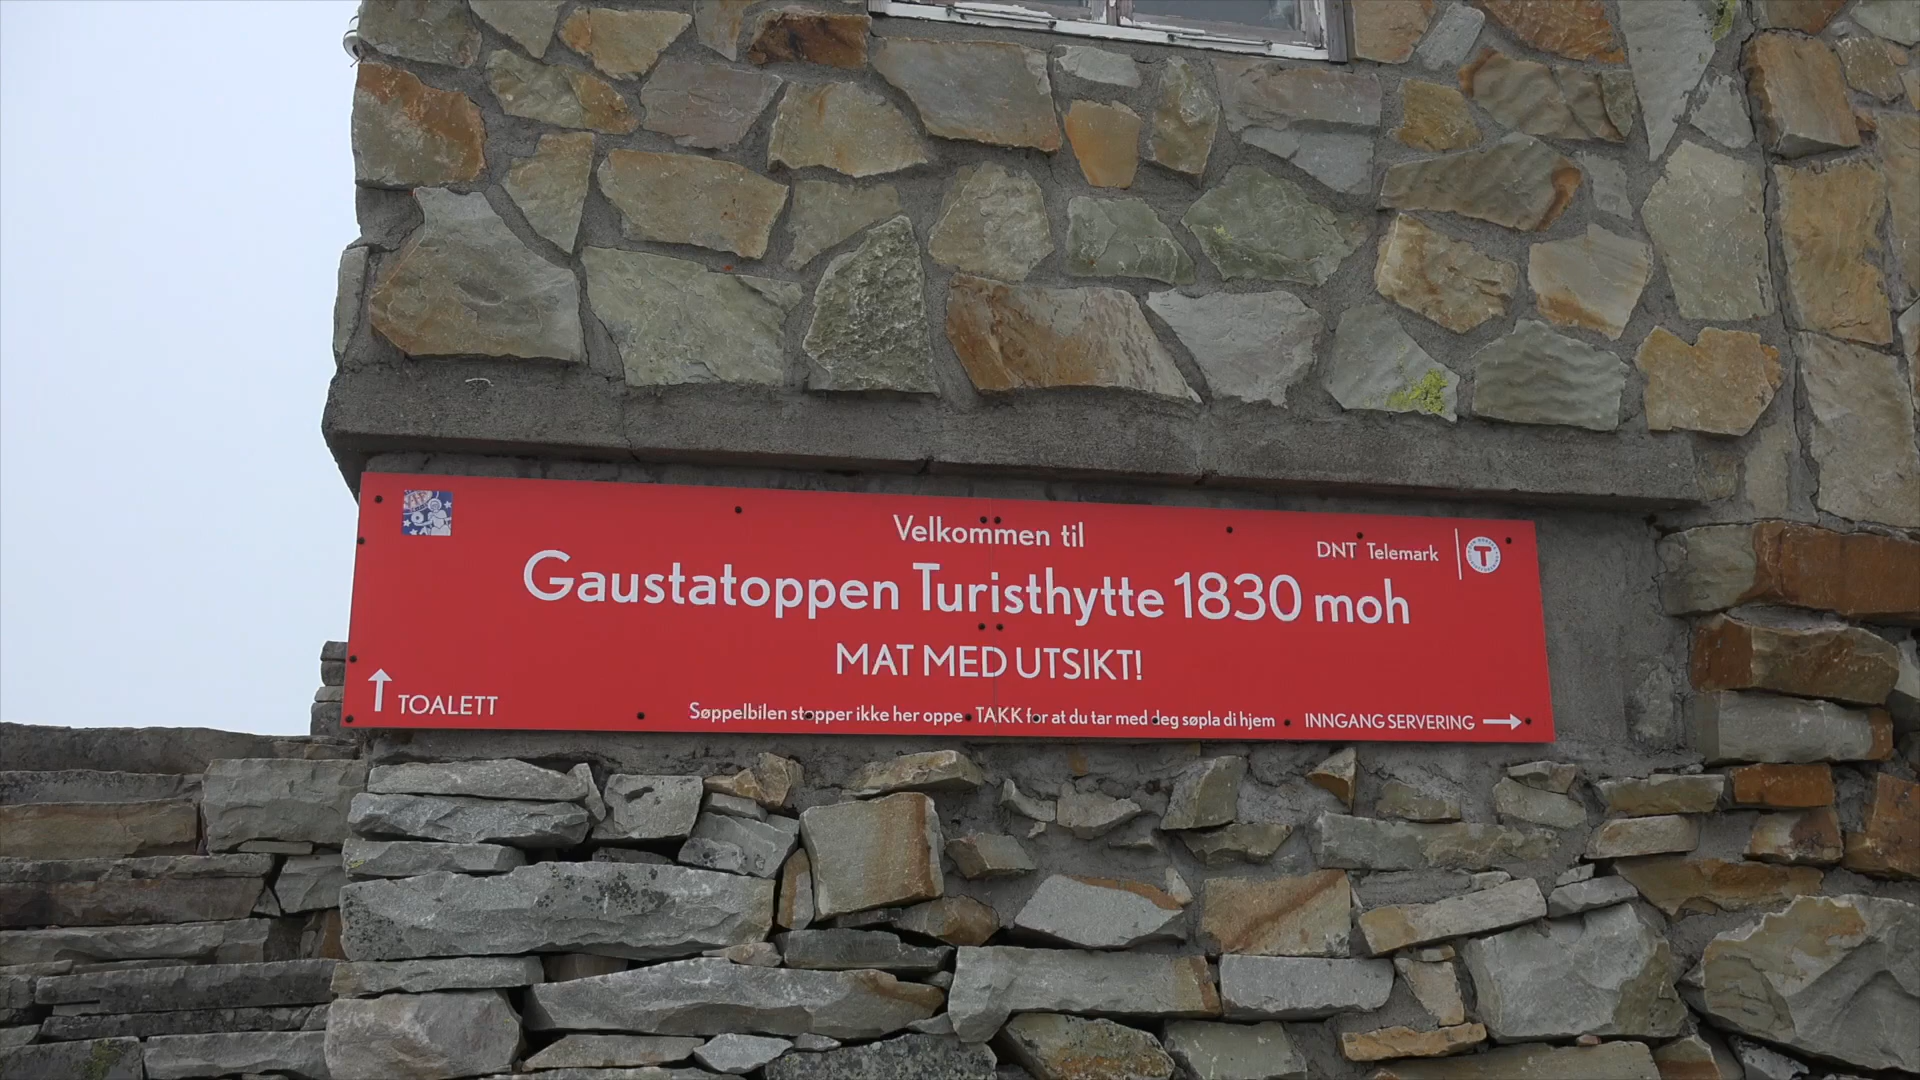 Velkommen til
DNT Telemark
Gaustatoppen Turisthytte 1830 moh
MAT MED UTSIKT!
TOALETT
Søppelbilen stopper ikke her oppe TAKK for at du tar med deg søpla di hjem
INNGANG SERVERING
T